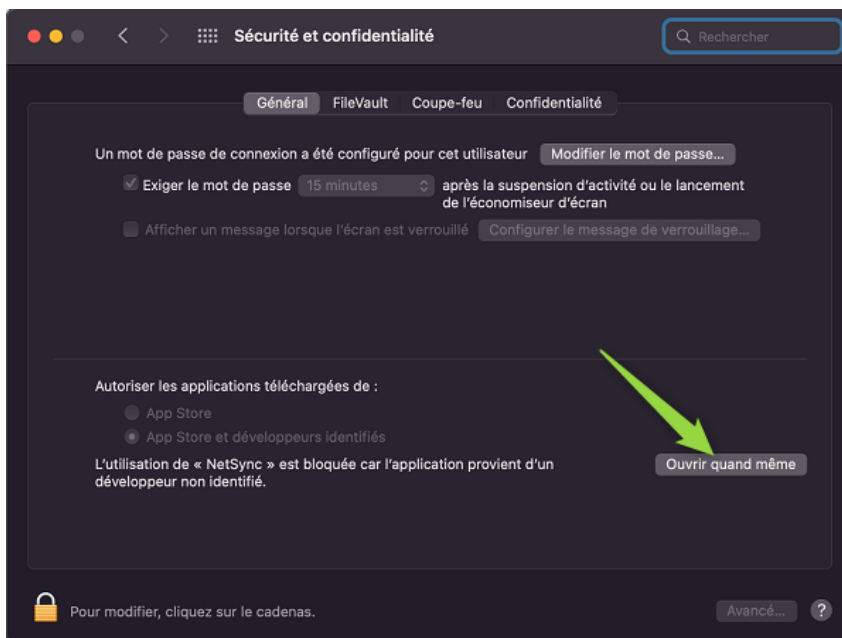 Sécurité et confidentialité
Rechercher
Général FileVault Coupe-feu Confidentialité
Un mot de passe de connexion a été configuré pour cet utilisateur Modifier le mot de passe...
Exiger le mot de passe 15 minutes après la suspension d'activité ou le lancement
de l'économiseur d'écran
Afficher un message lorsque l'écran est verrouillé Configurer le message de verrouillage...
Autoriser les applications téléchargées de :
App Store
App Store et développeurs identifiés
L'utilisation de « NetSync » est bloquée car l'application provient d'un
développeur non identifié.
Ouvrir quand même
Pour modifier, cliquez sur le cadenas.
Avancé... ?